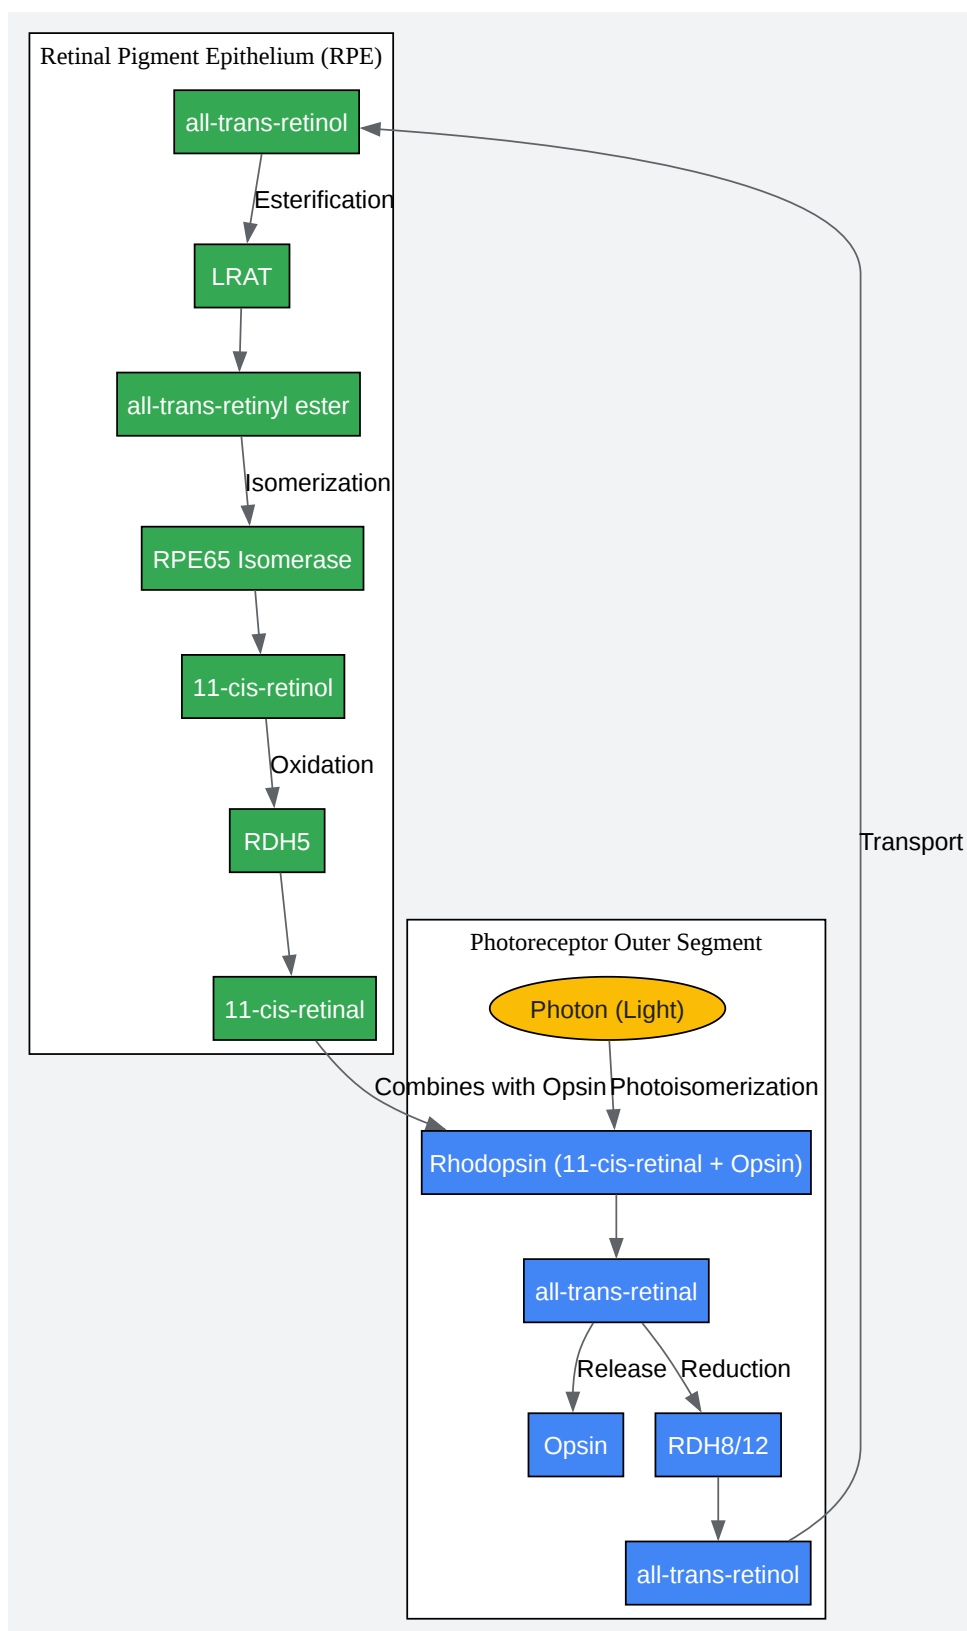 Retinal Pigment Epithelium (RPE)
all-trans-retinol
Esterification
LRAT
all-trans-retinyl ester
Isomerization
RPE65 Isomerase
11-cis-retinol
Oxidation
RDH5
Transport
Photoreceptor Outer Segment
11-cis-retinal
Photon (Light)
Combines with Opsin
Photoisomerization
Rhodopsin (11-cis-retinal + Opsin)
all-trans-retinal
Release
Reduction
Opsin
RDH8/12
all-trans-retinol